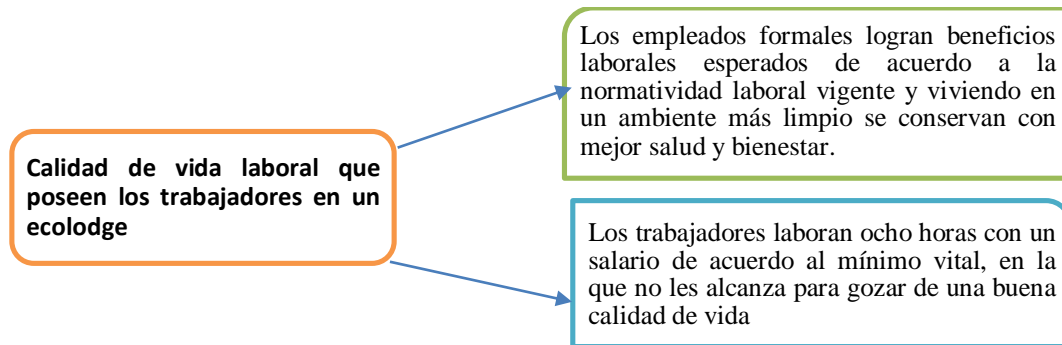 Calidad de vida laboral que
poseen los trabajadores en un
ecolodge
Los empleados formales logran beneficios
laborales esperados de acuerdo a la
normatividad laboral vigente y viviendo en
un ambiente más limpio se conservan con
mejor salud y bienestar.
Los trabajadores laboran ocho horas con un
salario de acuerdo al mínimo vital, en la
que no les alcanza para gozar de una buena
calidad de vida